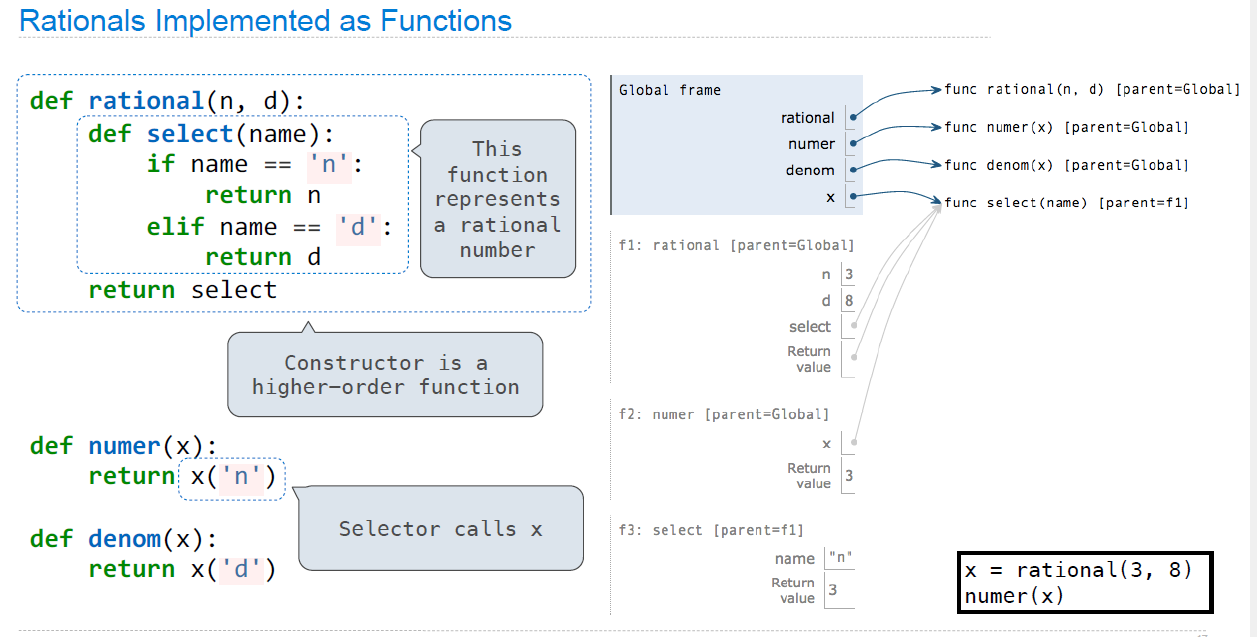 Rationals Implemented as Functions
def rational(n, d):
    def select(name):
        if name == 'n':
            return n
        elif name == 'd':
            return d
    return select
This
function
represents
a rational
number
Constructor is a
higher-order function
def numer(x):
    return x('n')
Selector calls x
def denom(x):
    return x('d')
Global frame
rational
numer
denom
x
func rational(n, d) [parent=Global]
func numer(x) [parent=Global]
func denom(x) [parent=Global]
func select(name) [parent=f1]
f1: rational [parent=Global]
n 3
d 8
select
Return
value
f2: numer [parent=Global]
x
Return
value 3
f3: select [parent=f1]
name "n"
Return
value 3
x = rational(3, 8)
numer(x)